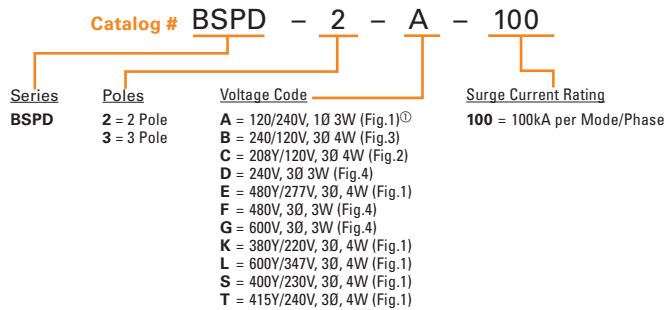 Catalog # BSPD – 2 – A – 100
Series
BSPD
Poles
2 = 2 Pole
3 = 3 Pole
Voltage Code
A = 120/240V, 1Ø 3W (Fig.1)①
B = 240/120V, 3Ø 4W (Fig.3)
C = 208Y/120V, 3Ø 4W (Fig.2)
D = 240V, 3Ø 3W (Fig.4)
E = 480Y/277V, 3Ø, 4W (Fig.1)
F = 480V, 3Ø, 3W (Fig.4)
G = 600V, 3Ø, 3W (Fig.4)
K = 380Y/220V, 3Ø, 4W (Fig.1)
L = 600Y/347V, 3Ø, 4W (Fig.1)
S = 400Y/230V, 3Ø, 4W (Fig.1)
T = 415Y/240V, 3Ø, 4W (Fig.1)
Surge Current Rating
100 = 100kA per Mode/Phase